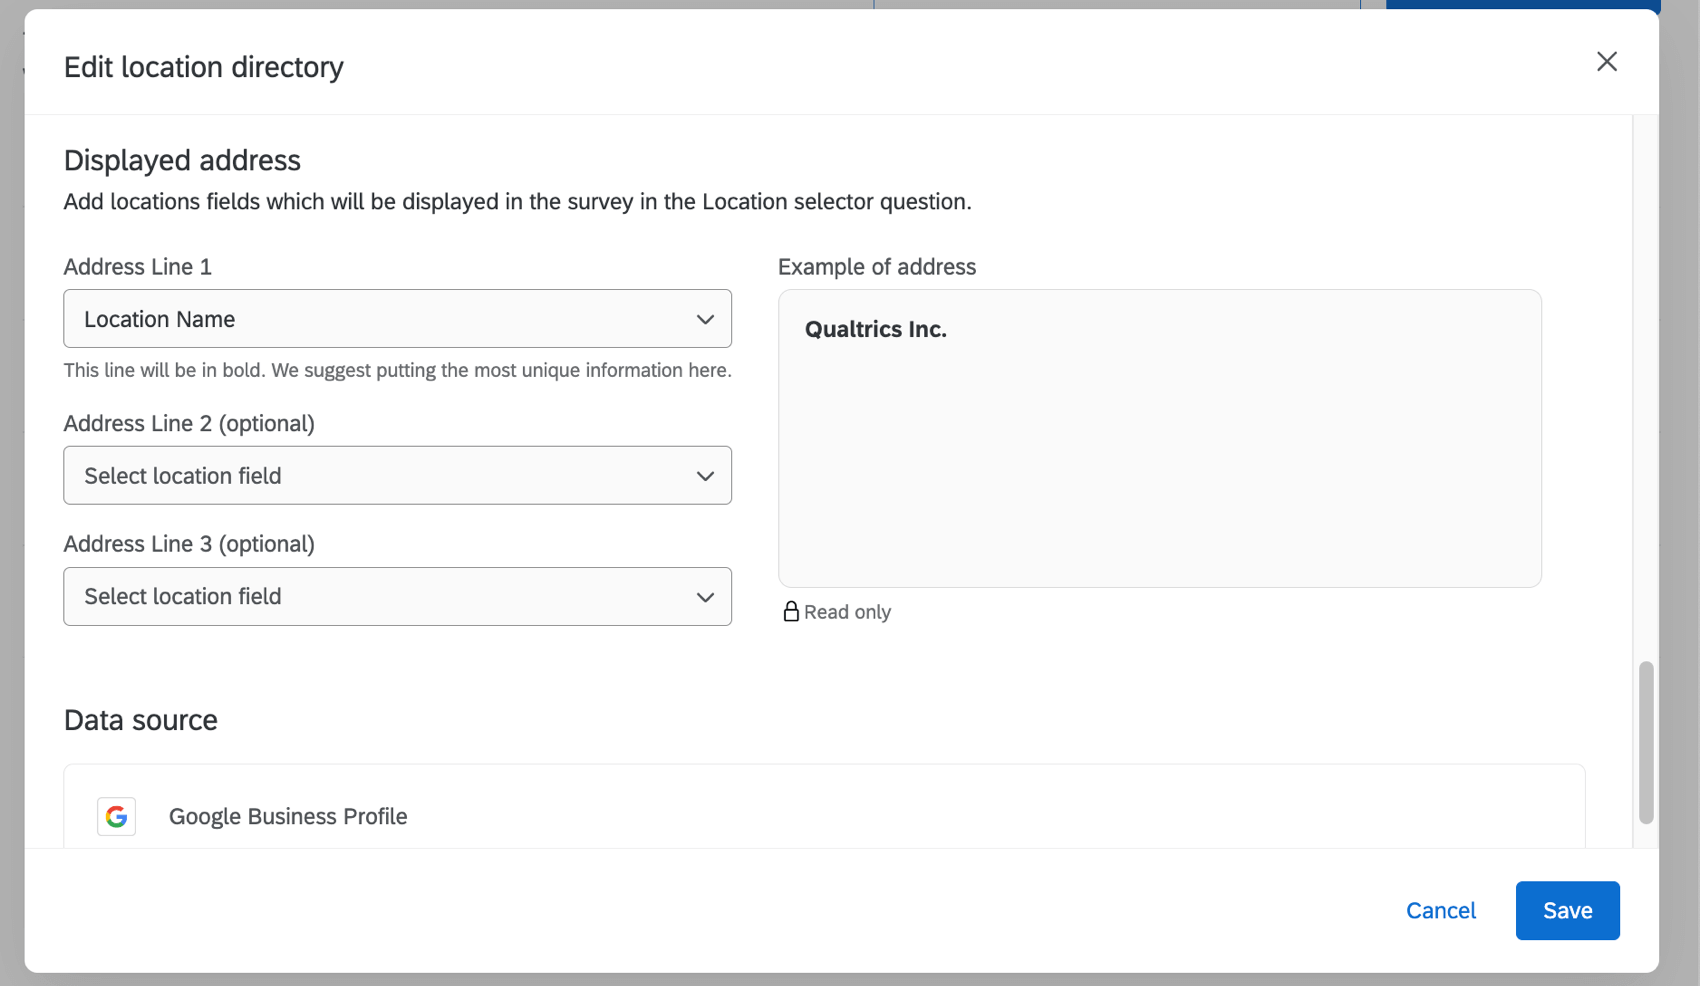 Edit location directory
Displayed address
Add locations fields which will be displayed in the survey in the Location selector question.
Address Line 1
Location Name
This line will be in bold. We suggest putting the most unique information here.
Address Line 2 (optional)
Select location field
Address Line 3 (optional)
Select location field
Example of address
Qualtrics Inc.
Read only
Data source
Google Business Profile
Cancel
Save